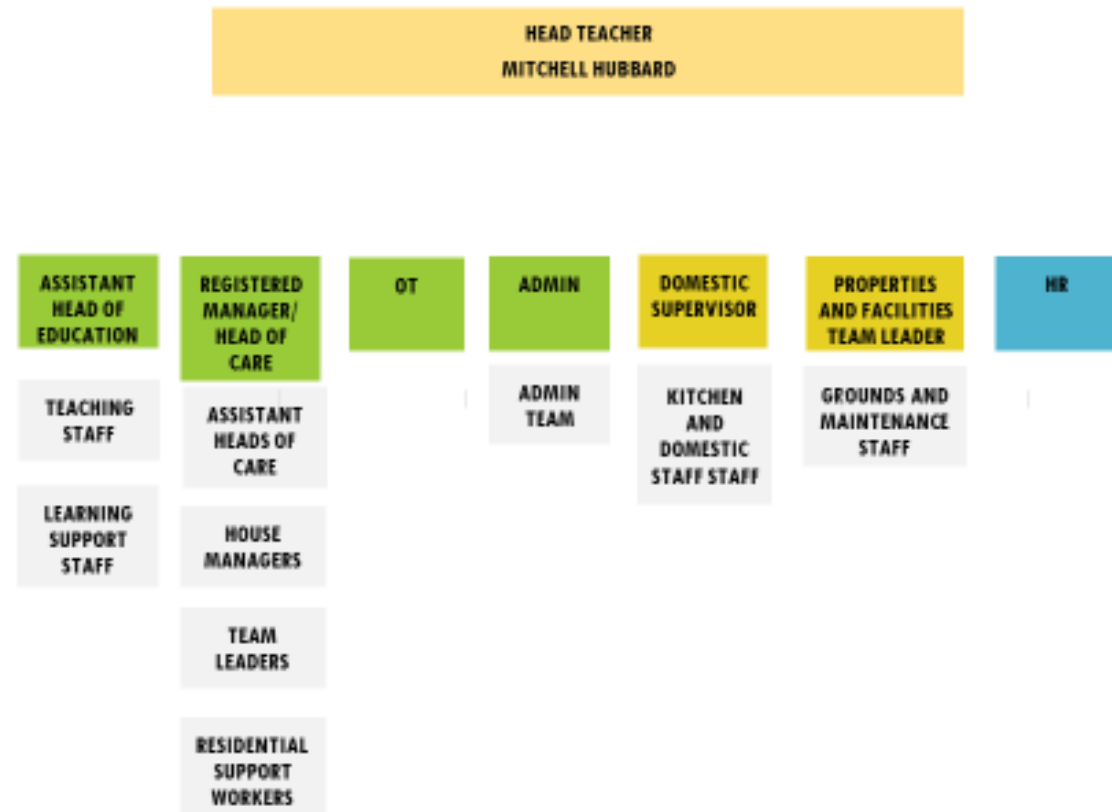 HEAD TEACHER
MITCHELL HUBBARD
ASSISTANT
HEAD OF
EDUCATION
TEACHING
STAFF
LEARNING
SUPPORT
STAFF
REGISTERED
MANAGER/
HEAD OF
CARE
ASSISTANT
HEADS OF
CARE
HOUSE
MANAGERS
TEAM
LEADERS
RESIDENTIAL
SUPPORT
WORKERS
OT
ADMIN
ADMIN
TEAM
DOMESTIC
SUPERVISOR
KITCHEN
AND
DOMESTIC
STAFF STAFF
PROPERTIES
AND FACILITIES
TEAM LEADER
GROUNDS AND
MAINTENANCE
STAFF
HR